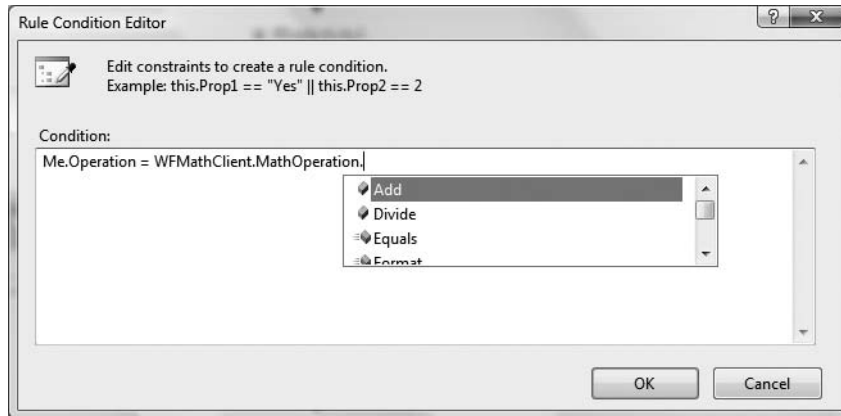 Rule Condition Editor
Edit constraints to create a rule condition.
Example: this.Prop1 == "Yes" || this.Prop2 == 2
Condition:
Me.Operation = WFMathClient.MathOperation.
Add
Divide
Equals
Format
OK
Cancel